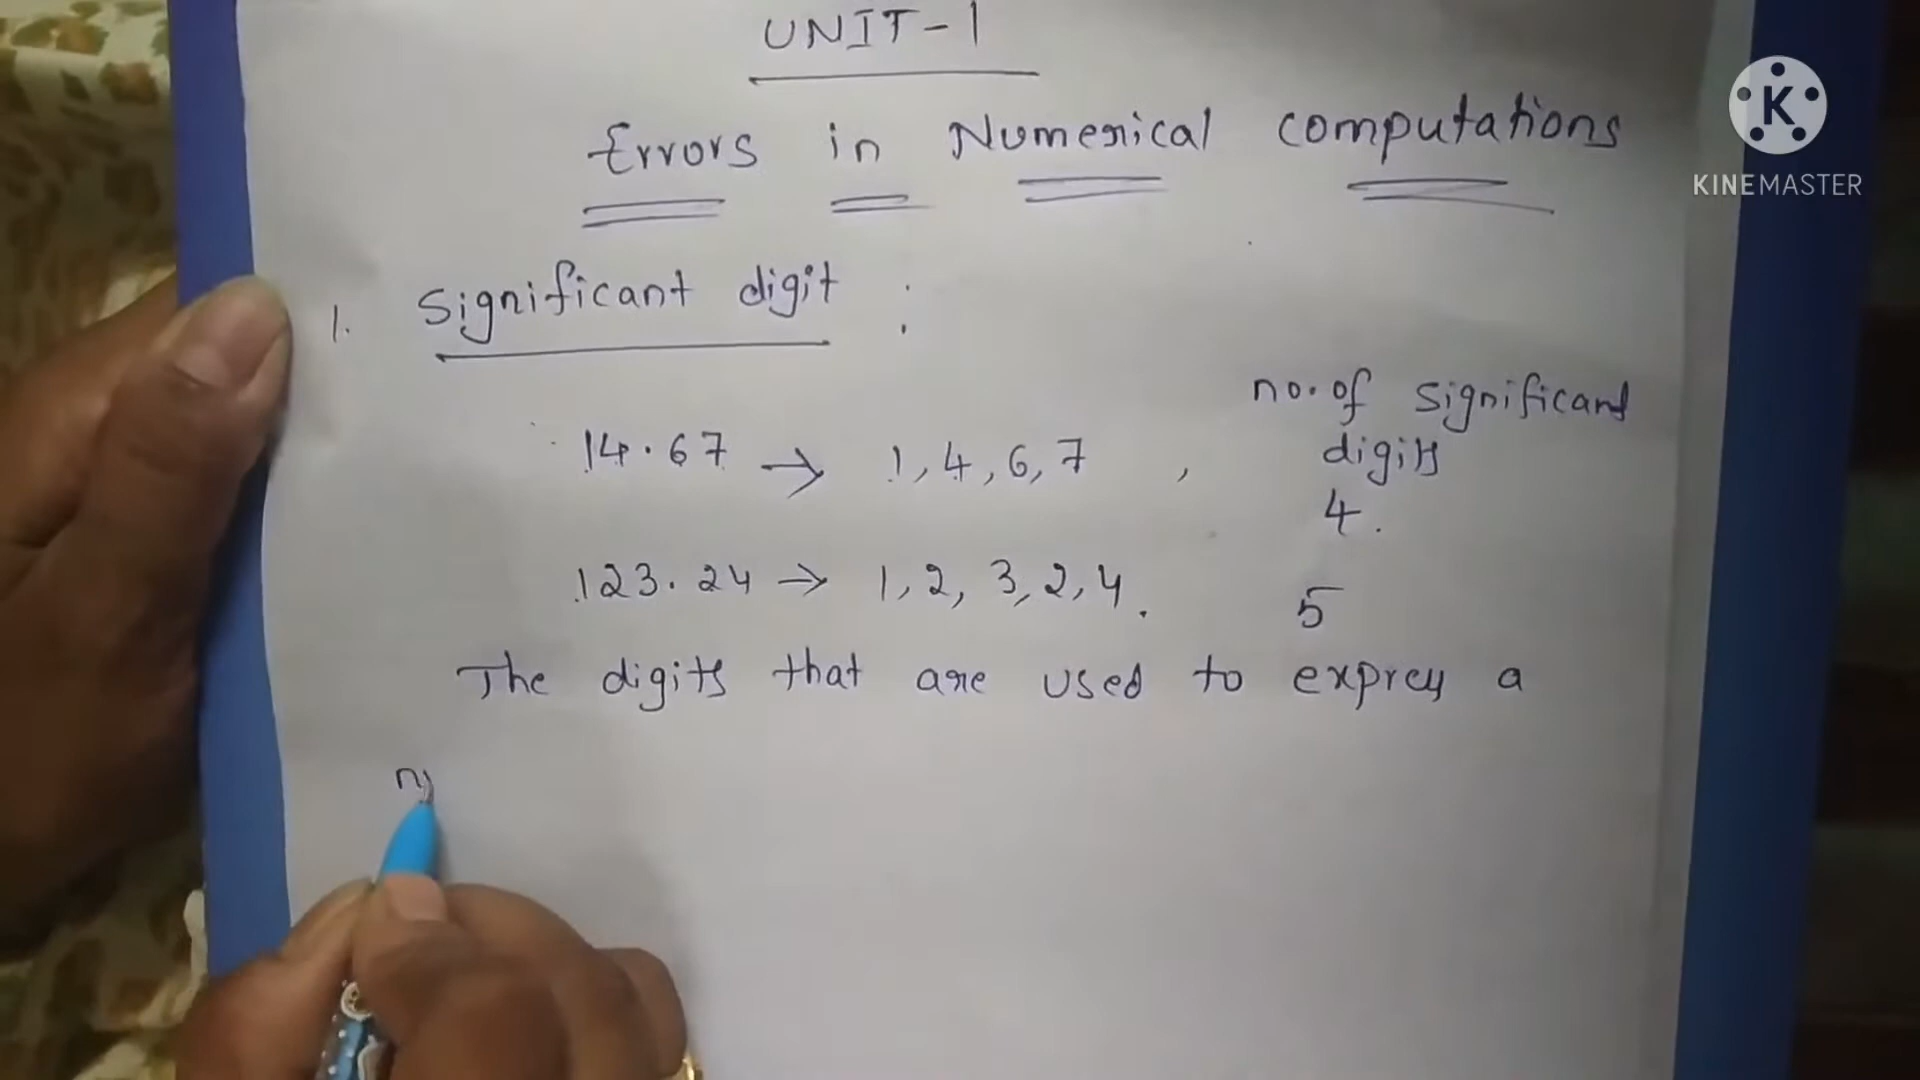 UNIT-1
Errors in Numerical computations
K
KINEMASTER
1. Significant digit :
no. of significant
14.67 → 1, 4, 6, 7 , digits
4.
123.24 → 1, 2, 3, 2, 4. 5
The digits that are used to express a